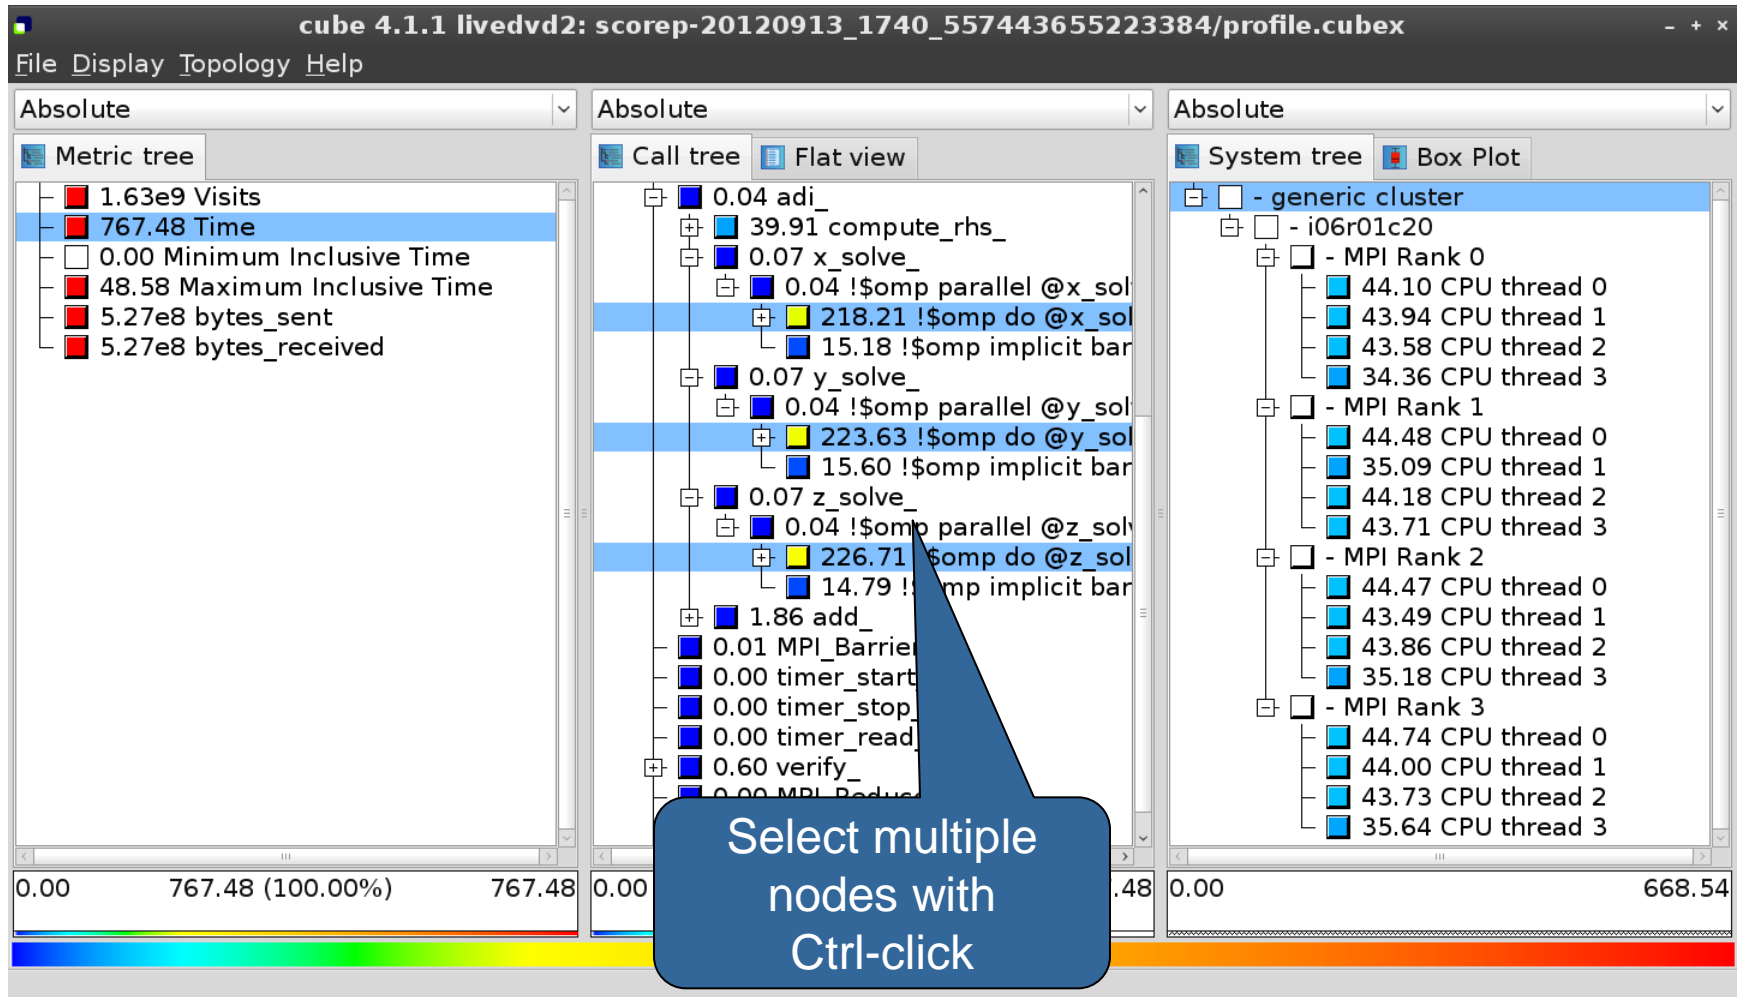 cube 4.1.1 livedvd2: scorep-20120913_1740_557443655223384/profile.cubex
File Display Topology Help
Absolute
Metric tree
1.63e9 Visits
767.48 Time
0.00 Minimum Inclusive Time
48.58 Maximum Inclusive Time
5.27e8 bytes_sent
5.27e8 bytes_received
0.00 767.48 (100.00%) 767.48
Absolute
Call tree Flat view
0.04 adi_
39.91 compute_rhs_
0.07 x_solve_
0.04 !$omp parallel @x_sol
218.21 !$omp do @x_sol
15.18 !$omp implicit bar
0.07 y_solve_
0.04 !$omp parallel @y_sol
223.63 !$omp do @y_sol
15.60 !$omp implicit bar
0.07 z_solve_
0.04 !$omp parallel @z_solv
226.71 $omp do @z_sol
14.79 !$omp implicit bar
1.86 add_
0.01 MPI_Barrier
0.00 timer_start
0.00 timer_stop
0.00 timer_read
0.60 verify_
0.00 MPI_Reduce
0.00 .48
Select multiple
nodes with
Ctrl-click
Absolute
System tree Box Plot
- generic cluster
- i06r01c20
- MPI Rank 0
44.10 CPU thread 0
43.94 CPU thread 1
43.58 CPU thread 2
34.36 CPU thread 3
- MPI Rank 1
44.48 CPU thread 0
35.09 CPU thread 1
44.18 CPU thread 2
43.71 CPU thread 3
- MPI Rank 2
44.47 CPU thread 0
43.49 CPU thread 1
43.86 CPU thread 2
35.18 CPU thread 3
- MPI Rank 3
44.74 CPU thread 0
44.00 CPU thread 1
43.73 CPU thread 2
35.64 CPU thread 3
0.00 668.54